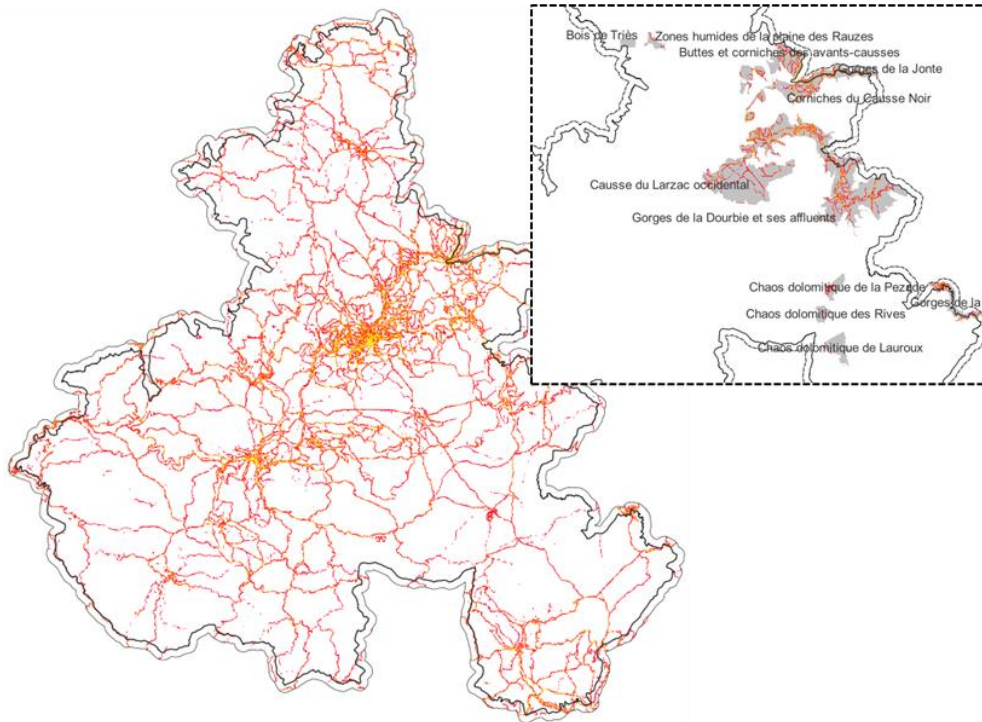 Bois de Triès
Zones humides de la plaine des Rauzes
Buttes et corniches des avants-causses
Gorges de la Jonte
Corniches du Causse Noir
Causse du Larzac occidental
Gorges de la Dourbie et ses affluents
Chaos dolomitique de la Pezade
Gorges de la
Chaos dolomitique des Rives
Chaos dolomitique de Lauroux